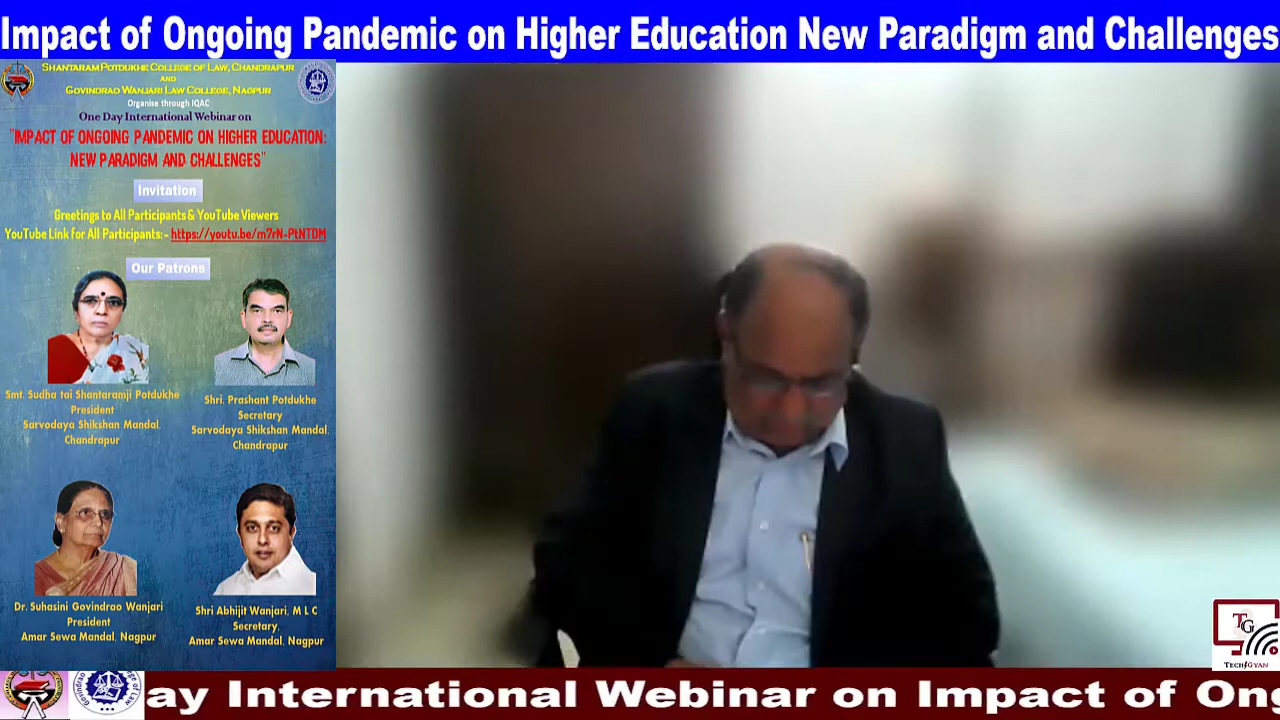 Impact of Ongoing Pandemic on Higher Education New Paradigm and Challenges
SHANTARAM POTDUKHE COLLEGE OF LAW, CHANDRAPUR
AND
GOVINDRAO WANJARI LAW COLLEGE, NAGPUR
Organise through IQAC
One Day International Webinar on
"IMPACT OF ONGOING PANDEMIC ON HIGHER EDUCATION:
NEW PARADIGM AND CHALLENGES"
Invitation
Greetings to All Participants & YouTube Viewers
YouTube Link for All Participants:- https://youtu.be/m7rN-PtNTDM
Our Patrons
Smt. Sudha tai Shantaramji Potdukhe
President
Sarvodaya Shikshan Mandal,
Chandrapur
Shri. Prashant Potdukhe
Secretary
Sarvodaya Shikshan Mandal,
Chandrapur
Dr. Suhasini Govindrao Wanjari
President
Amar Sewa Mandal, Nagpur
Shri Abhijit Wanjari, M L C
Secretary,
Amar Sewa Mandal, Nagpur
TG
TECH GYAN
ay International Webinar on Impact of Ong